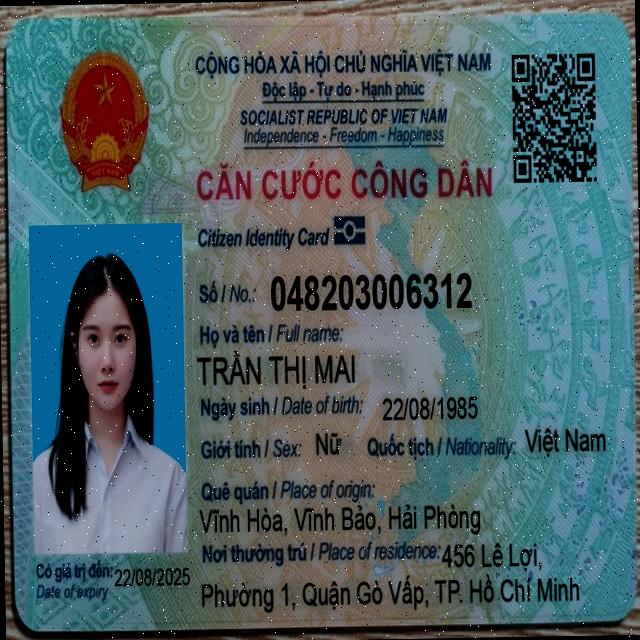 CỘNG HÒA XÃ HỘI CHỦ NGHĨA VIỆT NAM
Độc lập - Tự do - Hạnh phúc
SOCIALIST REPUBLIC OF VIET NAM
Independence - Freedom - Happiness
CĂN CƯỚC CÔNG DÂN
Citizen Identity Card
Số / No.: 048203006312
Họ và tên / Full name:
TRẦN THỊ MAI
Ngày sinh / Date of birth: 22/08/1985
Giới tính / Sex: Nữ Quốc tịch / Nationality: Việt Nam
Quê quán / Place of origin:
Vĩnh Hòa, Vĩnh Bảo, Hải Phòng
Nơi thường trú / Place of residence: 456 Lê Lợi,
Phường 1, Quận Gò Vấp, TP. Hồ Chí Minh
Có giá trị đến: 22/08/2025
Date of expiry